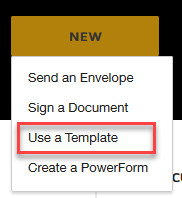 NEW
Send an Envelope
Sign a Document
Use a Template
Create a PowerForm